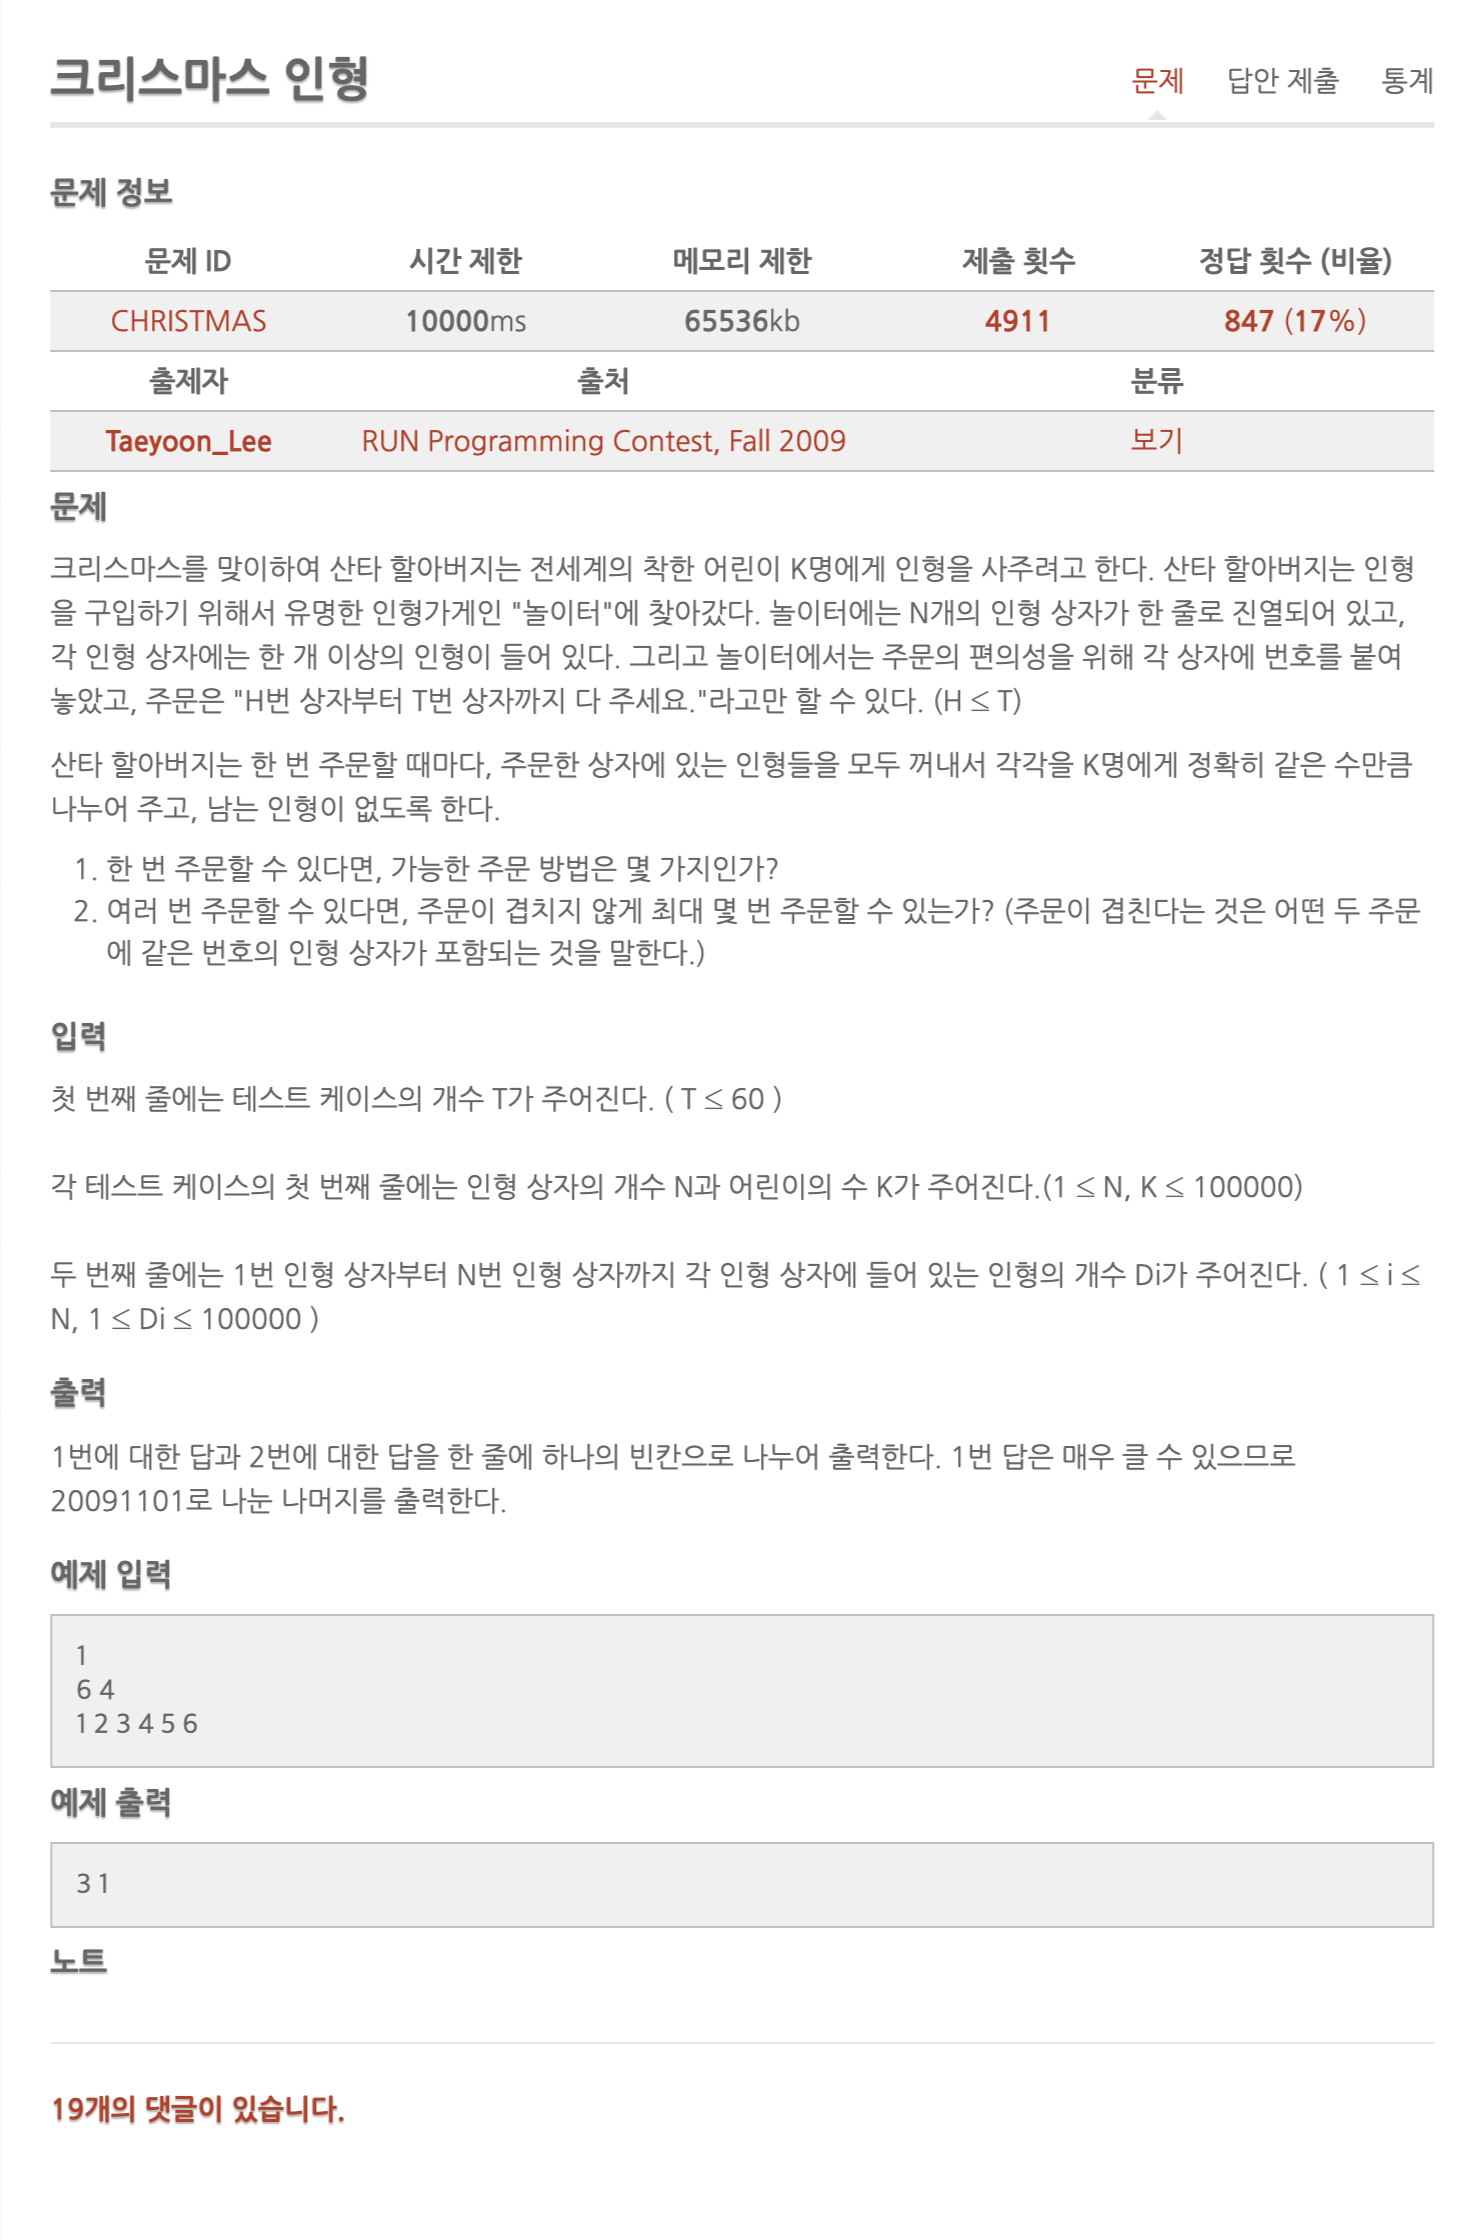 크리스마스 인형
문제 답안 제출 통계
문제 정보
문제 ID 시간 제한 메모리 제한 제출 횟수 정답 횟수 (비율)
CHRISTMAS 10000ms 65536kb 4911 847 (17%)
출제자 출처 분류
Taeyoon_Lee RUN Programming Contest, Fall 2009 보기
문제
크리스마스를 맞이하여 산타 할아버지는 전세계의 착한 어린이 K명에게 인형을 사주려고 한다. 산타 할아버지는 인형
을 구입하기 위해서 유명한 인형가게인 "놀이터"에 찾아갔다. 놀이터에는 N개의 인형 상자가 한 줄로 진열되어 있고,
각 인형 상자에는 한 개 이상의 인형이 들어 있다. 그리고 놀이터에서는 주문의 편의성을 위해 각 상자에 번호를 붙여
놓았고, 주문은 "H번 상자부터 T번 상자까지 다 주세요."라고만 할 수 있다. (H ≤ T)
산타 할아버지는 한 번 주문할 때마다, 주문한 상자에 있는 인형들을 모두 꺼내서 각각을 K명에게 정확히 같은 수만큼
나누어 주고, 남는 인형이 없도록 한다.
1. 한 번 주문할 수 있다면, 가능한 주문 방법은 몇 가지인가?
2. 여러 번 주문할 수 있다면, 주문이 겹치지 않게 최대 몇 번 주문할 수 있는가? (주문이 겹친다는 것은 어떤 두 주문
에 같은 번호의 인형 상자가 포함되는 것을 말한다.)
입력
첫 번째 줄에는 테스트 케이스의 개수 T가 주어진다. ( T ≤ 60 )
각 테스트 케이스의 첫 번째 줄에는 인형 상자의 개수 N과 어린이의 수 K가 주어진다.(1 ≤ N, K ≤ 100000)
두 번째 줄에는 1번 인형 상자부터 N번 인형 상자까지 각 인형 상자에 들어 있는 인형의 개수 Di가 주어진다. ( 1 ≤ i ≤
N, 1 ≤ Di ≤ 100000 )
출력
1번에 대한 답과 2번에 대한 답을 한 줄에 하나의 빈칸으로 나누어 출력한다. 1번 답은 매우 클 수 있으므로
20091101로 나눈 나머지를 출력한다.
예제 입력
1
6 4
1 2 3 4 5 6
예제 출력
3 1
노트
19개의 댓글이 있습니다.